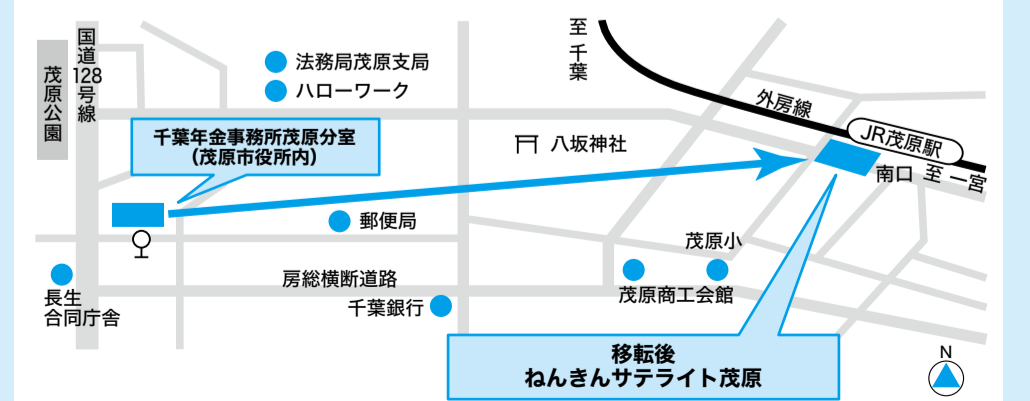 国道128号線
茂原公園
法務局茂原支局
ハローワーク
至千葉
外房線
JR茂原駅
千葉年金事務所茂原分室
（茂原市役所内）
八坂神社
南口
至一宮
郵便局
茂原小
房総横断道路
長生
合同庁舎
千葉銀行
茂原商工会館
移転後
ねんきんサテライト茂原
N